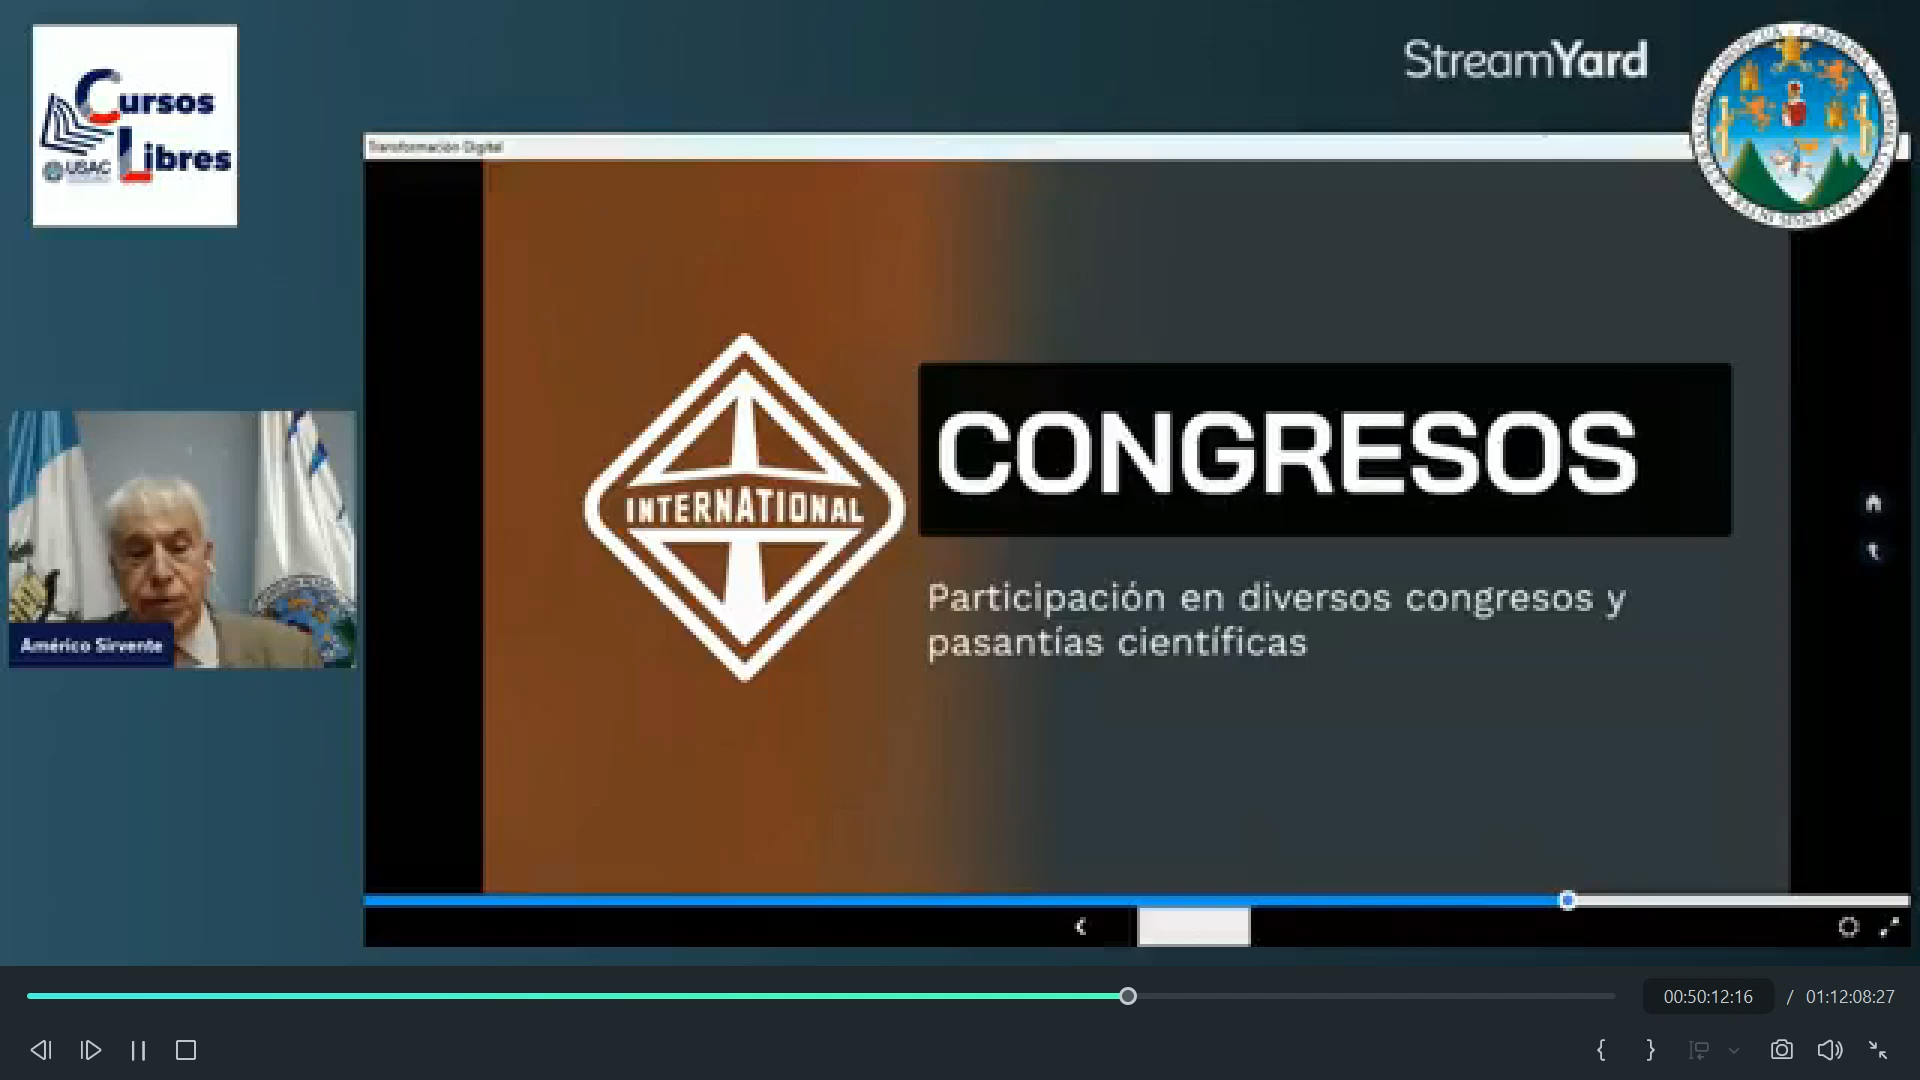 Cursos
Libres
USAC
StreamYard
Transformación Digital
INTERNATIONAL
CONGRESOS
Participación en diversos congresos y
pasantías científicas
Américo Sirvente
00:50:12:16 / 01:12:08:27